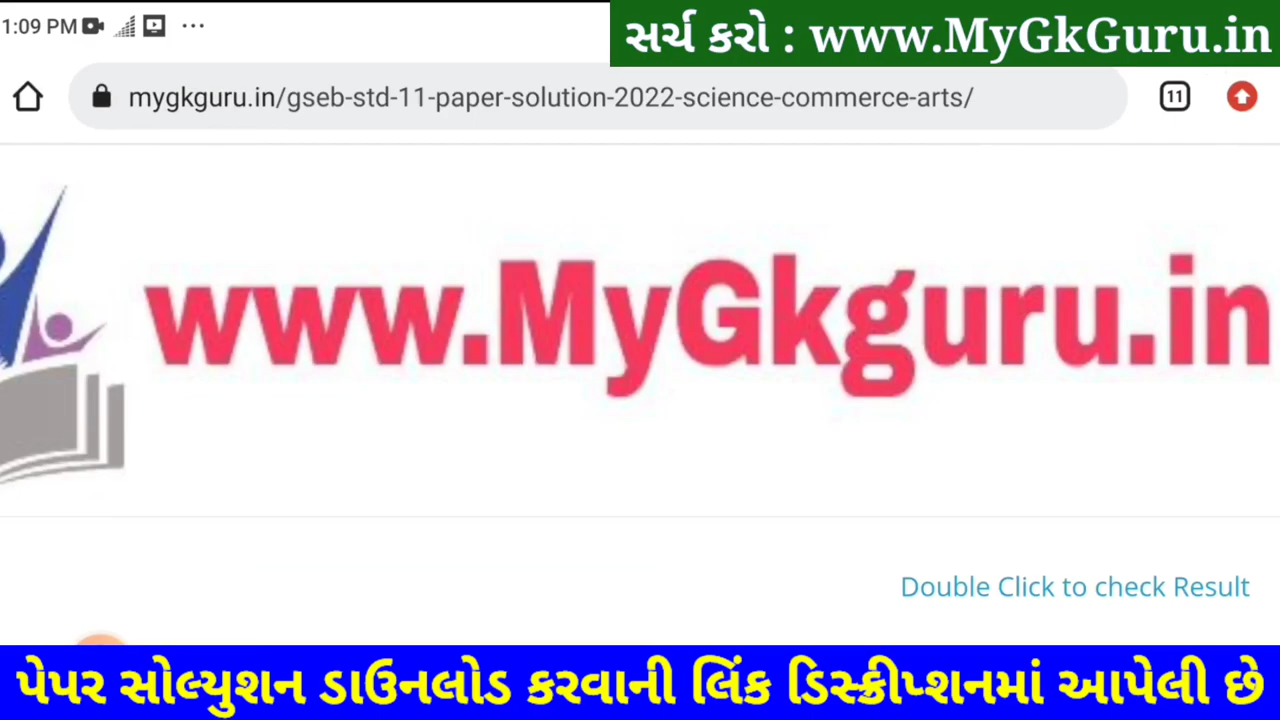 1:09 PM
સર્ચ કરો : www.MyGkGuru.in
mygkguru.in/gseb-std-11-paper-solution-2022-science-commerce-arts/
11
www.MyGkguru.in
Double Click to check Result
પેપર સોલ્યુશન ડાઉનલોડ કરવાની લિંક ડિસ્ક્રીપ્શનમાં આપેલી છે